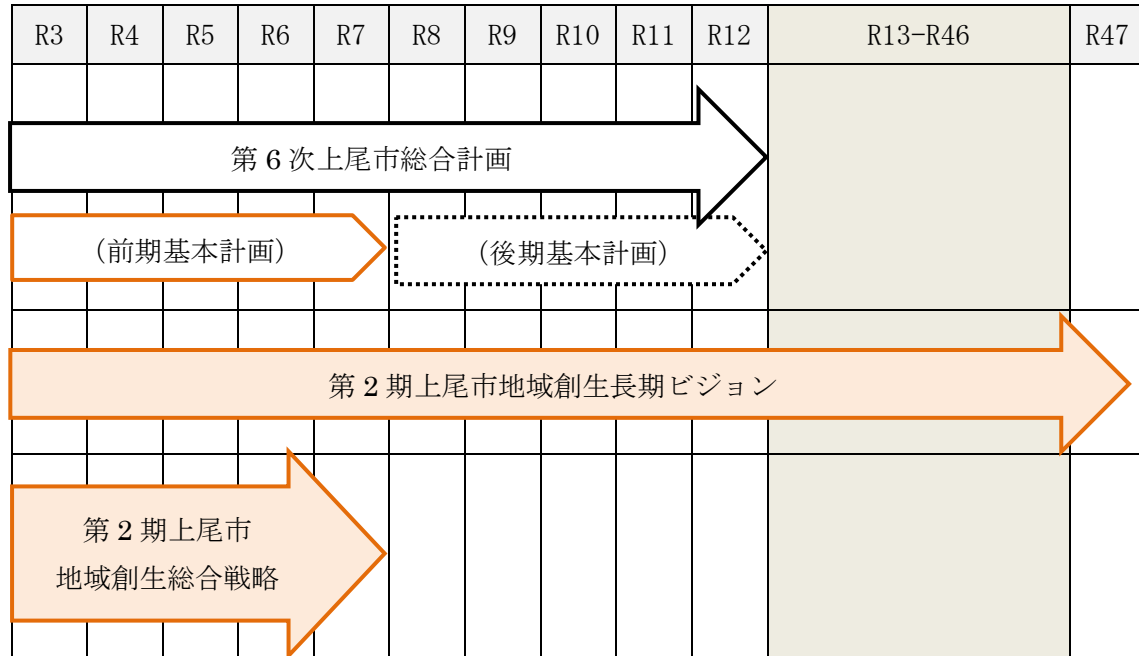 R3 R4 R5 R6 R7 R8 R9 R10 R11 R12 R13-R46 R47
第6次上尾市総合計画
(前期基本計画) (後期基本計画)
第2期上尾市地域創生長期ビジョン
第2期上尾市
地域創生総合戦略